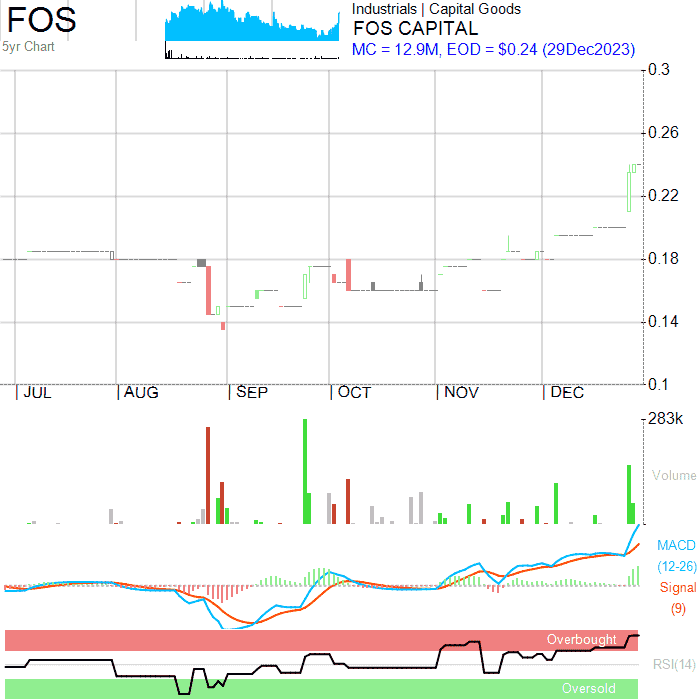 FOS
5yr Chart
Industrials | Capital Goods
FOS CAPITAL
MC = 12.9M, EOD = $0.24 (29Dec2023)
0.3
0.26
0.22
0.18
0.14
0.1
JUL AUG SEP OCT NOV DEC
283k
Volume
MACD
(12-26)
Signal
(9)
Overbought
RSI(14)
Oversold